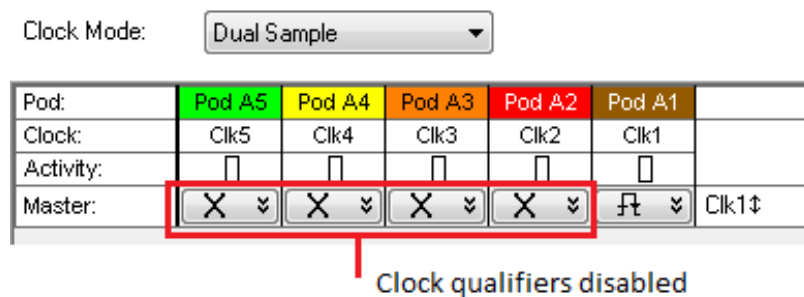 Clock Mode: Dual Sample
Pod: Pod A5 Pod A4 Pod A3 Pod A2 Pod A1
Clock: Clk5 Clk4 Clk3 Clk2 Clk1
Activity:
Master: X X X X Clk1↕
Clock qualifiers disabled